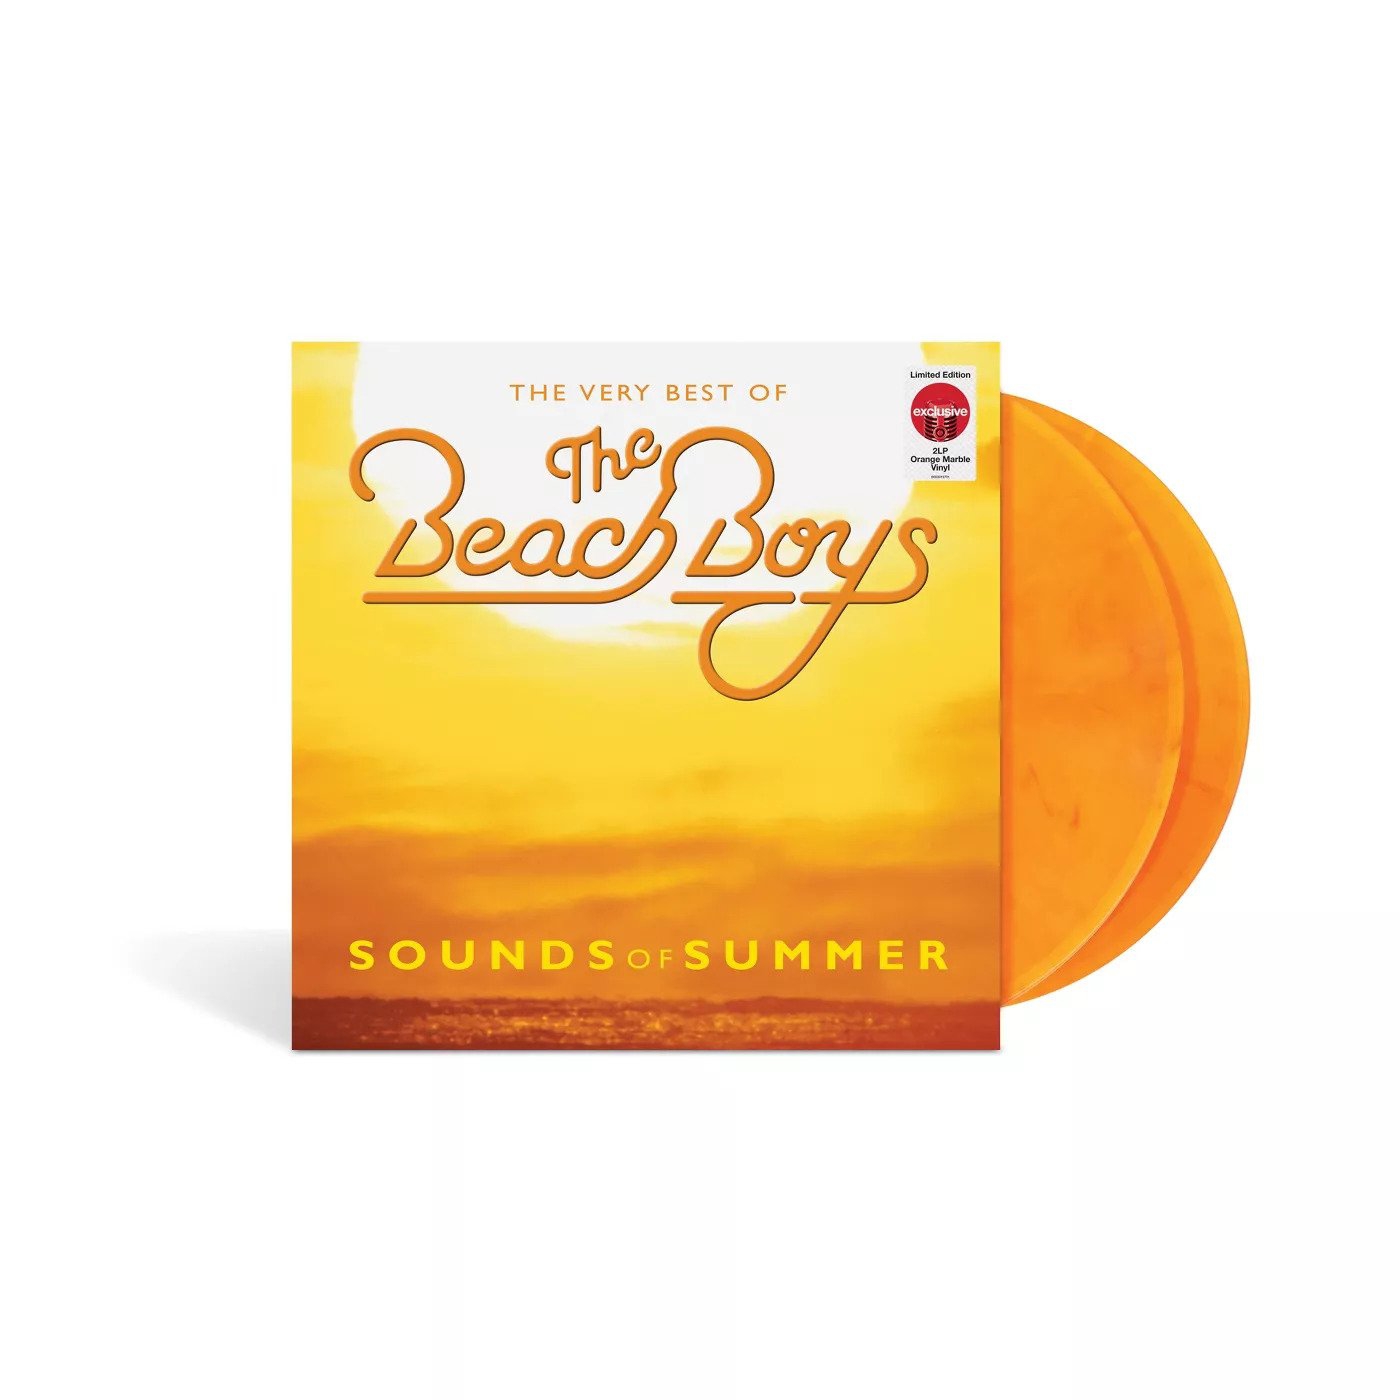 THE VERY BEST OF
The
Beach Boys
Limited Edition
exclusive
2LP
Orange Marble
Vinyl
SOUNDS OF SUMMER